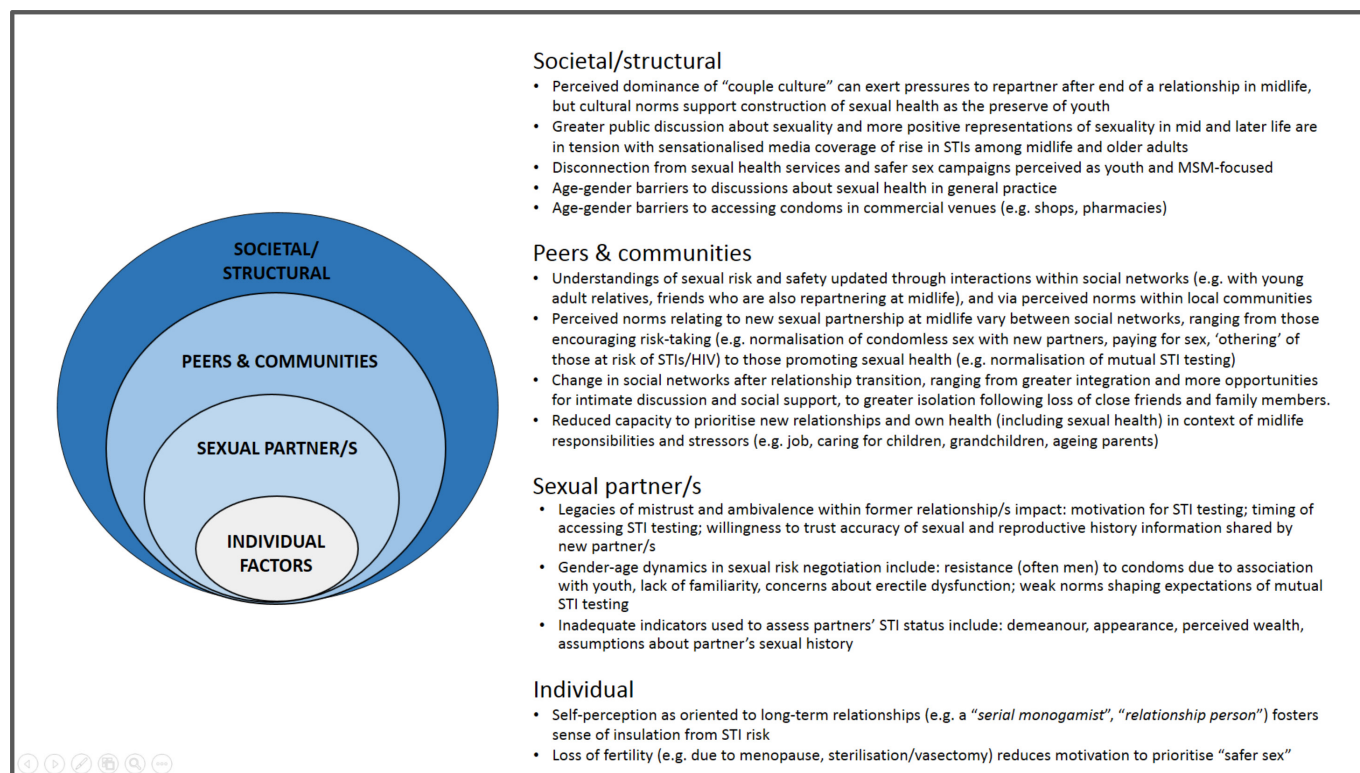 SOCIETAL/
STRUCTURAL
PEERS & COMMUNITIES
SEXUAL PARTNER/S
INDIVIDUAL
FACTORS
Societal/structural
• Perceived dominance of “couple culture” can exert pressures to repartner after end of a relationship in midlife,
but cultural norms support construction of sexual health as the preserve of youth
• Greater public discussion about sexuality and more positive representations of sexuality in mid and later life are
in tension with sensationalised media coverage of rise in STIs among midlife and older adults
• Disconnection from sexual health services and safer sex campaigns perceived as youth and MSM-focused
• Age-gender barriers to discussions about sexual health in general practice
• Age-gender barriers to accessing condoms in commercial venues (e.g. shops, pharmacies)
Peers & communities
• Understandings of sexual risk and safety updated through interactions within social networks (e.g. with young
adult relatives, friends who are also repartnering at midlife), and via perceived norms within local communities
• Perceived norms relating to new sexual partnership at midlife vary between social networks, ranging from those
encouraging risk-taking (e.g. normalisation of condomless sex with new partners, paying for sex, ‘othering’ of
those at risk of STIs/HIV) to those promoting sexual health (e.g. normalisation of mutual STI testing)
• Change in social networks after relationship transition, ranging from greater integration and more opportunities
for intimate discussion and social support, to greater isolation following loss of close friends and family members.
• Reduced capacity to prioritise new relationships and own health (including sexual health) in context of midlife
responsibilities and stressors (e.g. job, caring for children, grandchildren, ageing parents)
Sexual partner/s
• Legacies of mistrust and ambivalence within former relationship/s impact: motivation for STI testing; timing of
accessing STI testing; willingness to trust accuracy of sexual and reproductive history information shared by
new partner/s
• Gender-age dynamics in sexual risk negotiation include: resistance (often men) to condoms due to association
with youth, lack of familiarity, concerns about erectile dysfunction; weak norms shaping expectations of mutual
STI testing
• Inadequate indicators used to assess partners’ STI status include: demeanour, appearance, perceived wealth,
assumptions about partner’s sexual history
Individual
• Self-perception as oriented to long-term relationships (e.g. a “serial monogamist”, “relationship person”) fosters
sense of insulation from STI risk
• Loss of fertility (e.g. due to menopause, sterilisation/vasectomy) reduces motivation to prioritise “safer sex”